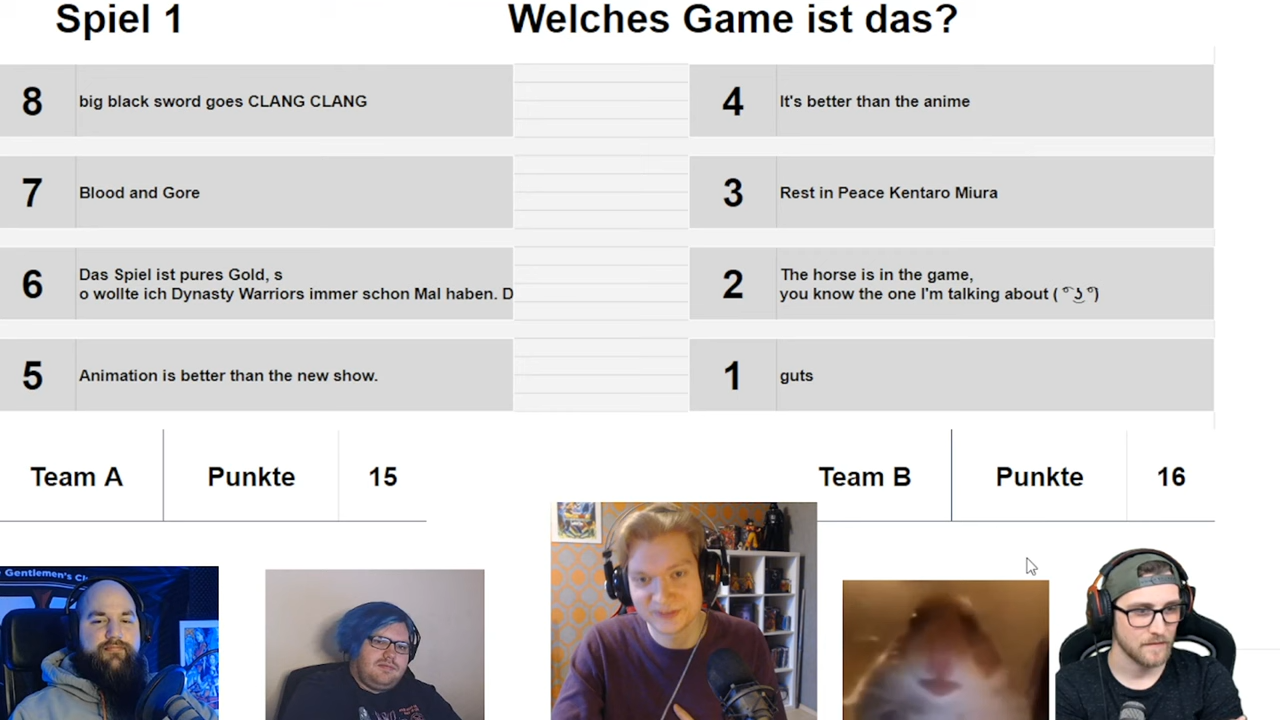 Spiel 1
Welches Game ist das?
8
big black sword goes CLANG CLANG
4
It's better than the anime
7
Blood and Gore
3
Rest in Peace Kentaro Miura
6
Das Spiel ist pures Gold, s
o wollte ich Dynasty Warriors immer schon Mal haben. D
2
The horse is in the game,
you know the one I'm talking about ( ͡° ͜ʖ ͡°)
5
Animation is better than the new show.
1
guts
Team A
Punkte
15
Team B
Punkte
16
Gentlemen's